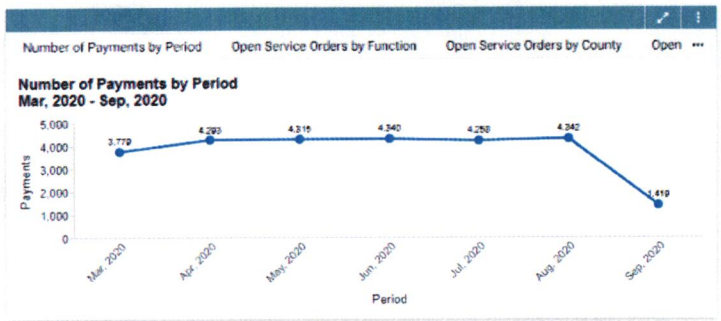 Number of Payments by Period Open Service Orders by Function Open Service Orders by County Open ...
Number of Payments by Period
Mar, 2020 - Sep, 2020
5,000
4,000
3,000
2,000
1,000
0
Payments
3,779
4,293
4,315
4,340
4,258
4,342
1,419
Mar, 2020
Apr, 2020
May, 2020
Jun, 2020
Jul, 2020
Aug, 2020
Sep, 2020
Period